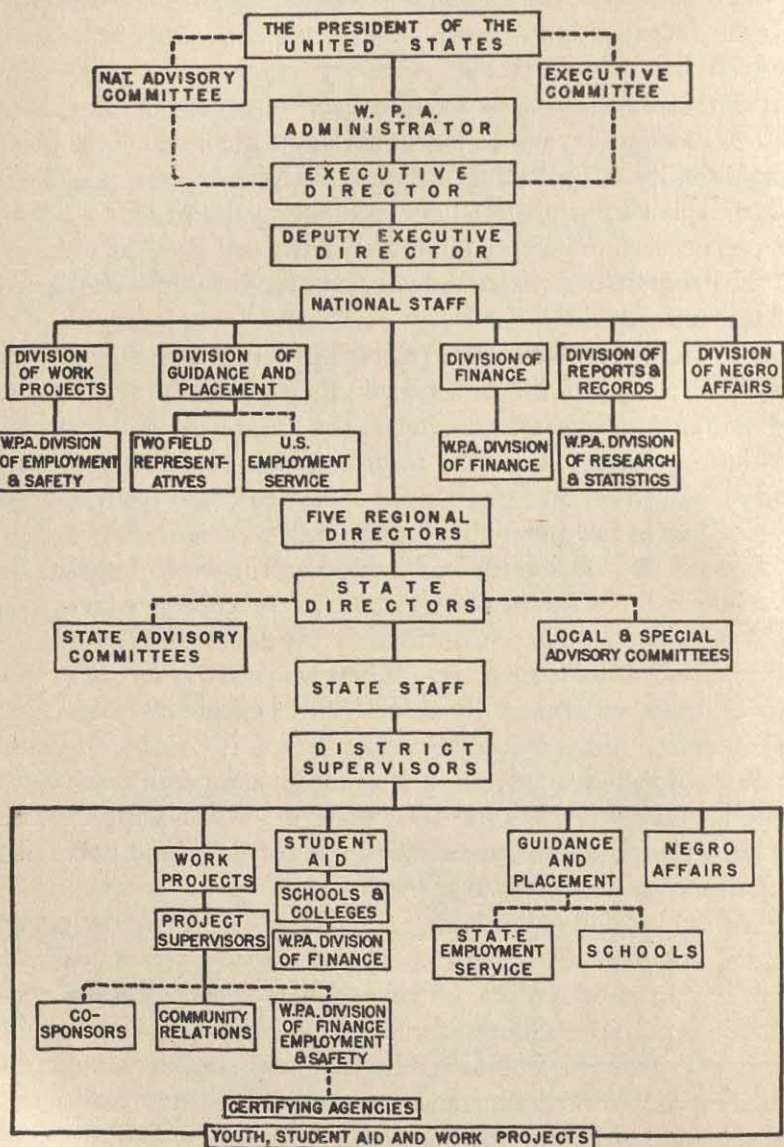 THE PRESIDENT OF THE
UNITED STATES
NAT. ADVISORY
COMMITTEE
EXECUTIVE
COMMITTEE
W. P. A.
ADMINISTRATOR
EXECUTIVE
DIRECTOR
DEPUTY EXECUTIVE
DIRECTOR
NATIONAL STAFF
DIVISION
OF WORK
PROJECTS
DIVISION OF
GUIDANCE AND
PLACEMENT
DIVISION OF
FINANCE
DIVISION OF
REPORTS &
RECORDS
DIVISION
OF NEGRO
AFFAIRS
W.P.A. DIVISION
OF EMPLOYMENT
& SAFETY
TWO FIELD
REPRESENT-
ATIVES
U.S.
EMPLOYMENT
SERVICE
W.P.A. DIVISION
OF FINANCE
W.P.A. DIVISION
OF RESEARCH
& STATISTICS
FIVE REGIONAL
DIRECTORS
STATE
DIRECTORS
STATE ADVISORY
COMMITTEES
LOCAL & SPECIAL
ADVISORY COMMITTEES
STATE STAFF
DISTRICT
SUPERVISORS
WORK
PROJECTS
PROJECT
SUPERVISORS
STUDENT
AID
SCHOOLS &
COLLEGES
W.P.A. DIVISION
OF FINANCE
GUIDANCE
AND
PLACEMENT
NEGRO
AFFAIRS
STATE
EMPLOYMENT
SERVICE
SCHOOLS
CO-
SPONSORS
COMMUNITY
RELATIONS
W.P.A. DIVISION
OF FINANCE
EMPLOYMENT
& SAFETY
CERTIFYING AGENCIES
YOUTH, STUDENT AID AND WORK PROJECTS